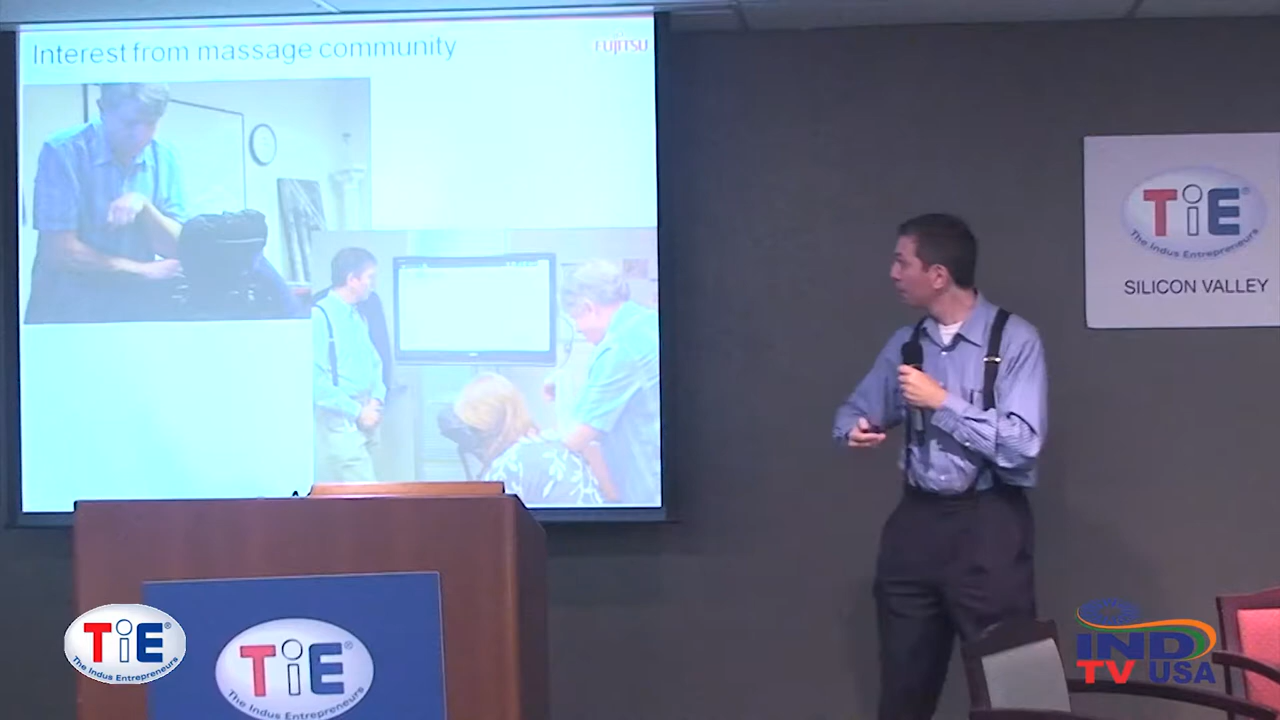 Interest from massage community
FUJITSU
TiE®
The Indus Entrepreneurs
SILICON VALLEY
TiE®
The Indus Entrepreneurs
TiE®
The Indus Entrepreneurs
IND
TV USA